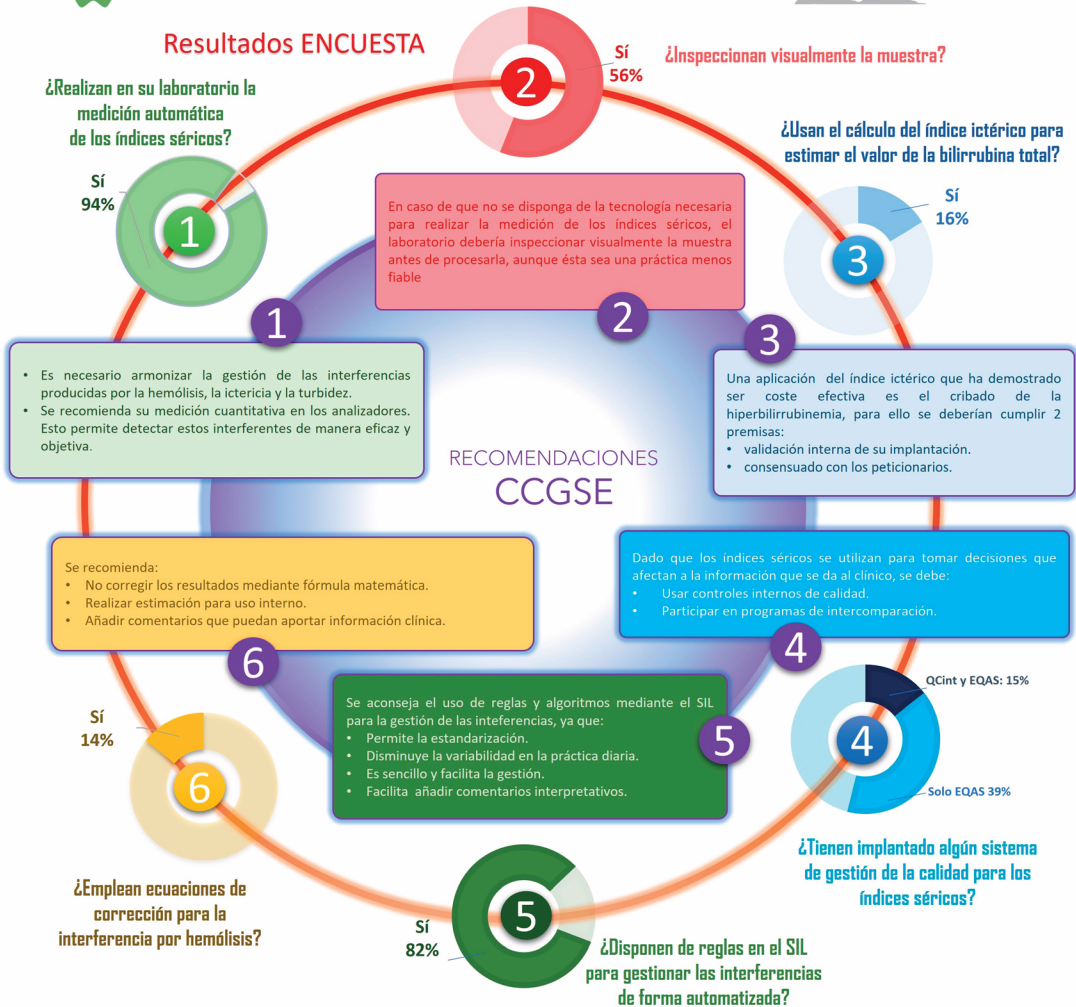 Resultados ENCUESTA
¿Realizan en su laboratorio la
medición automática
de los índices séricos?
Sí
94%
1
2
Sí
56%
¿Inspeccionan visualmente la muestra?
¿Usan el cálculo del índice ictérico para
estimar el valor de la bilirrubina total?
Sí
16%
3
En caso de que no se disponga de la tecnología necesaria
para realizar la medición de los índices séricos, el
laboratorio debería inspeccionar visualmente la muestra
antes de procesarla, aunque ésta sea una práctica menos
fiable
1
2
3
• Es necesario armonizar la gestión de las interferencias
producidas por la hemólisis, la ictericia y la turbidez.
• Se recomienda su medición cuantitativa en los analizadores.
Esto permite detectar estos interferentes de manera eficaz y
objetiva.
Una aplicación del índice ictérico que ha demostrado
ser coste efectiva es el cribado de la
hiperbilirrubinemia, para ello se deberían cumplir 2
premisas:
• validación interna de su implantación.
• consensuado con los peticionarios.
RECOMENDACIONES
CCGSE
Se recomienda:
• No corregir los resultados mediante fórmula matemática.
• Realizar estimación para uso interno.
• Añadir comentarios que puedan aportar información clínica.
Dado que los índices séricos se utilizan para tomar decisiones que
afectan a la información que se da al clínico, se debe:
• Usar controles internos de calidad.
• Participar en programas de intercomparación.
6
4
Se aconseja el uso de reglas y algoritmos mediante el SIL
para la gestión de las inteferencias, ya que:
• Permite la estandarización.
• Disminuye la variabilidad en la práctica diaria.
• Es sencillo y facilita la gestión.
• Facilita añadir comentarios interpretativos.
5
Sí
14%
6
¿Emplean ecuaciones de
corrección para la
interferencia por hemólisis?
QCint y EQAS: 15%
4
Solo EQAS 39%
¿Tienen implantado algún sistema
de gestión de la calidad para los
índices séricos?
5
Sí
82%
¿Disponen de reglas en el SIL
para gestionar las interferencias
de forma automatizada?